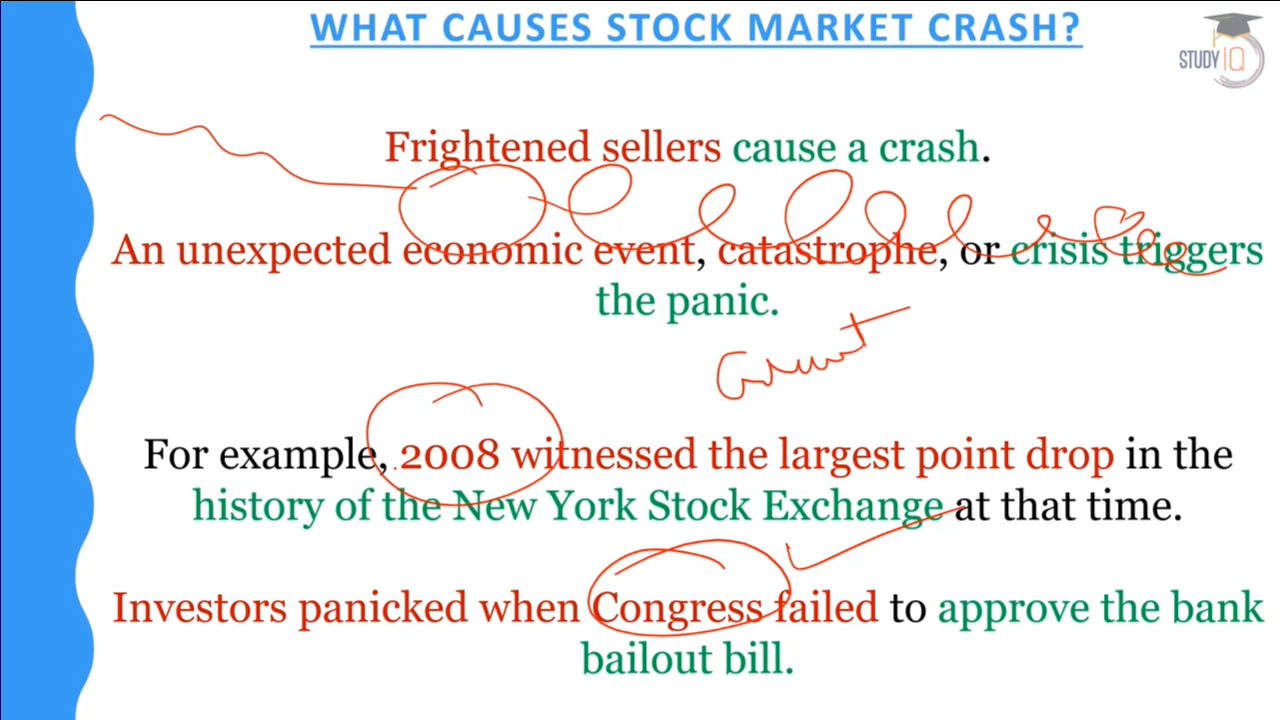 WHAT CAUSES STOCK MARKET CRASH?
STUDY IQ
Frightened sellers cause a crash.
An unexpected economic event, catastrophe, or crisis triggers
the panic.
For example, 2008 witnessed the largest point drop in the
history of the New York Stock Exchange at that time.
Investors panicked when Congress failed to approve the bank
bailout bill.